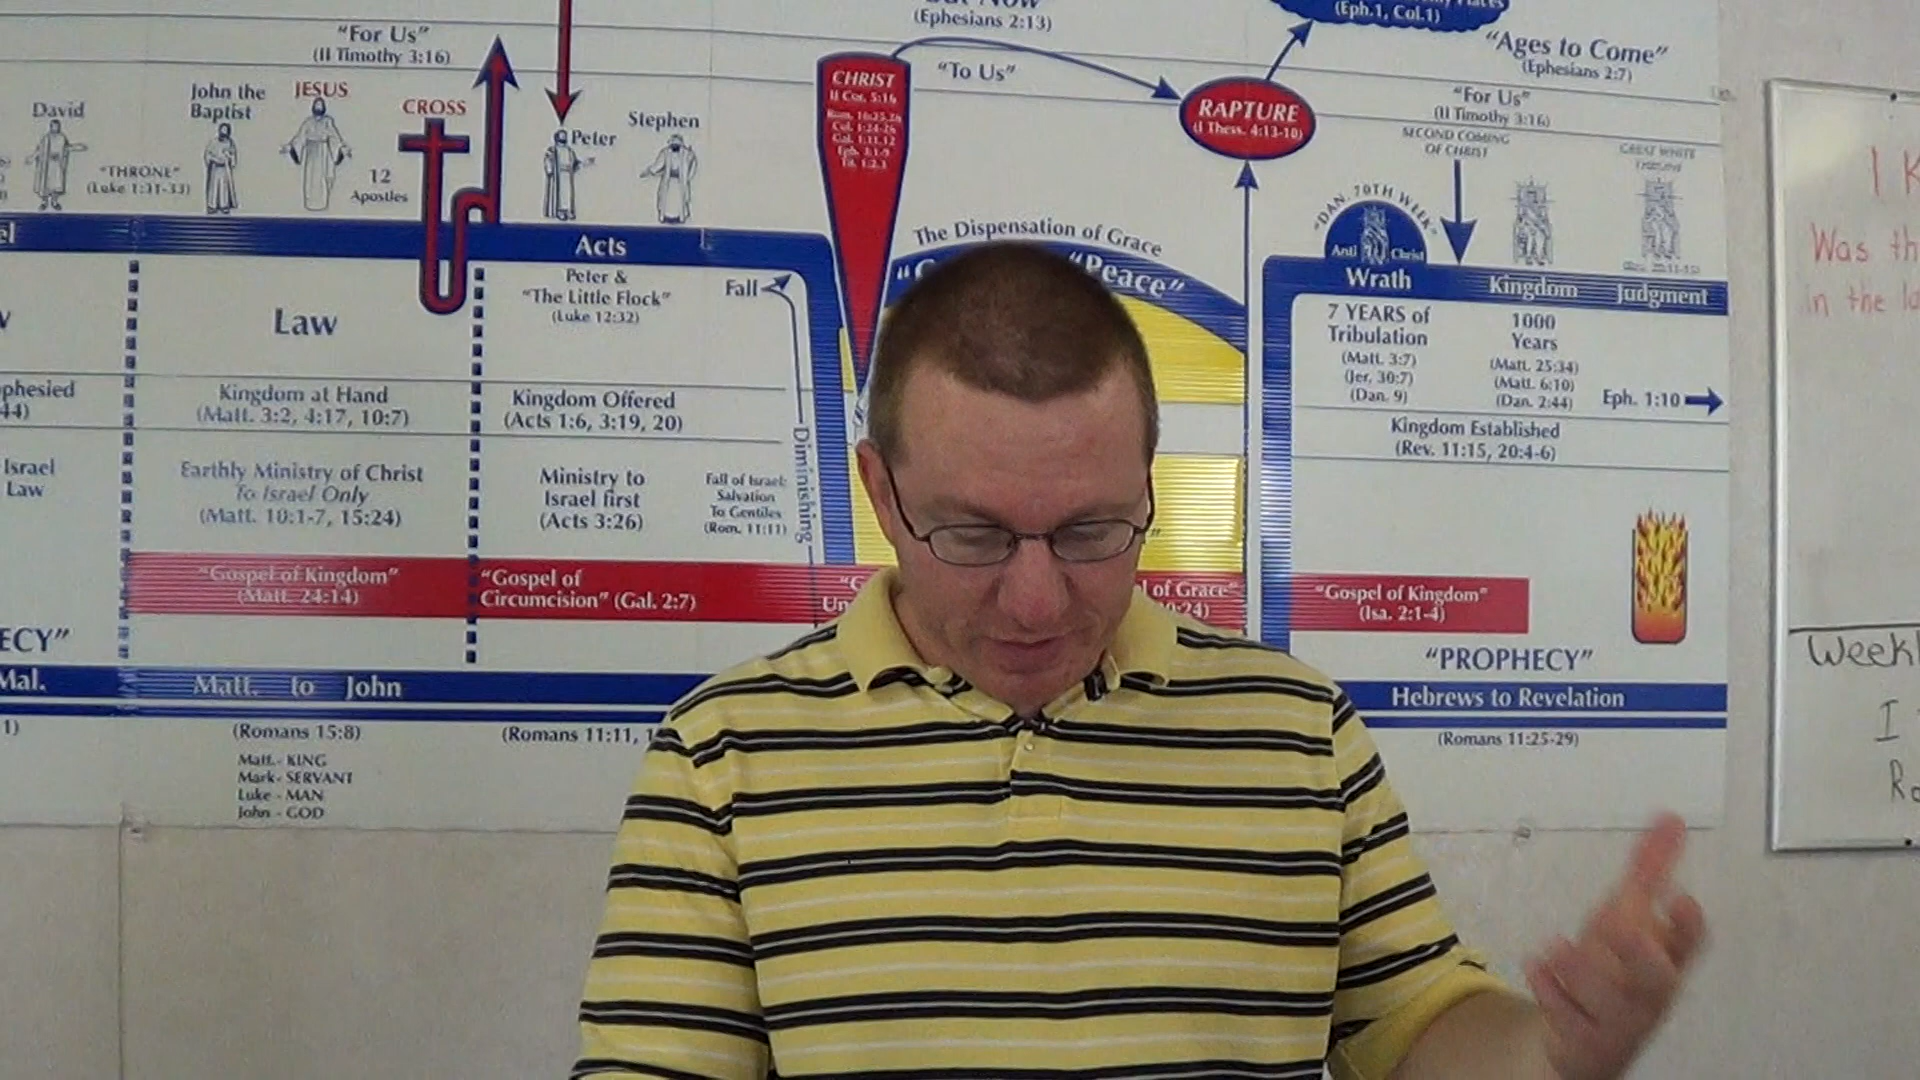 (Ephesians 2:13)
(Eph.1, Col.1)
"Ages to Come"
(Ephesians 2:7)
"For Us"
(II Timothy 3:16)
"To Us"
"For Us"
(II Timothy 3:16)
David
"THRONE"
(Luke 1:31-33)
John the
Baptist
JESUS
12
Apostles
CROSS
Peter
Stephen
CHRIST
RAPTURE
(I Thess. 4:13-18)
SECOND COMING
OF CHRIST
GREAT WHITE
THRONE
"DAN. 70TH WEEK"
Anti Christ
Acts
The Dispensation of Grace
"Peace"
Wrath
Kingdom
Judgment
Law
Peter &
"The Little Flock"
(Luke 12:32)
Fall
7 YEARS of
Tribulation
(Matt. 3:7)
(Jer. 30:7)
(Dan. 9)
1000
Years
(Matt. 25:34)
(Matt. 6:10)
(Dan. 2:44)
Eph. 1:10
Kingdom at Hand
(Matt. 3:2, 4:17, 10:7)
Kingdom Offered
(Acts 1:6, 3:19, 20)
Kingdom Established
(Rev. 11:15, 20:4-6)
Israel
Law
Earthly Ministry of Christ
To Israel Only
(Matt. 10:1-7, 15:24)
Ministry to
Israel first
(Acts 3:26)
Fall of Israel:
Salvation
To Gentiles
(Rom. 11:11)
Diminishing
"Gospel of Kingdom"
(Matt. 24:14)
"Gospel of
Circumcision" (Gal. 2:7)
of Grace"
"Gospel of Kingdom"
(Isa. 2:1-4)
"PROPHECY"
Mal.
Matt. to John
Hebrews to Revelation
(Romans 15:8)
(Romans 11:11,
(Romans 11:25-29)
Matt.- KING
Mark- SERVANT
Luke - MAN
John - GOD
I
Was
in the
I